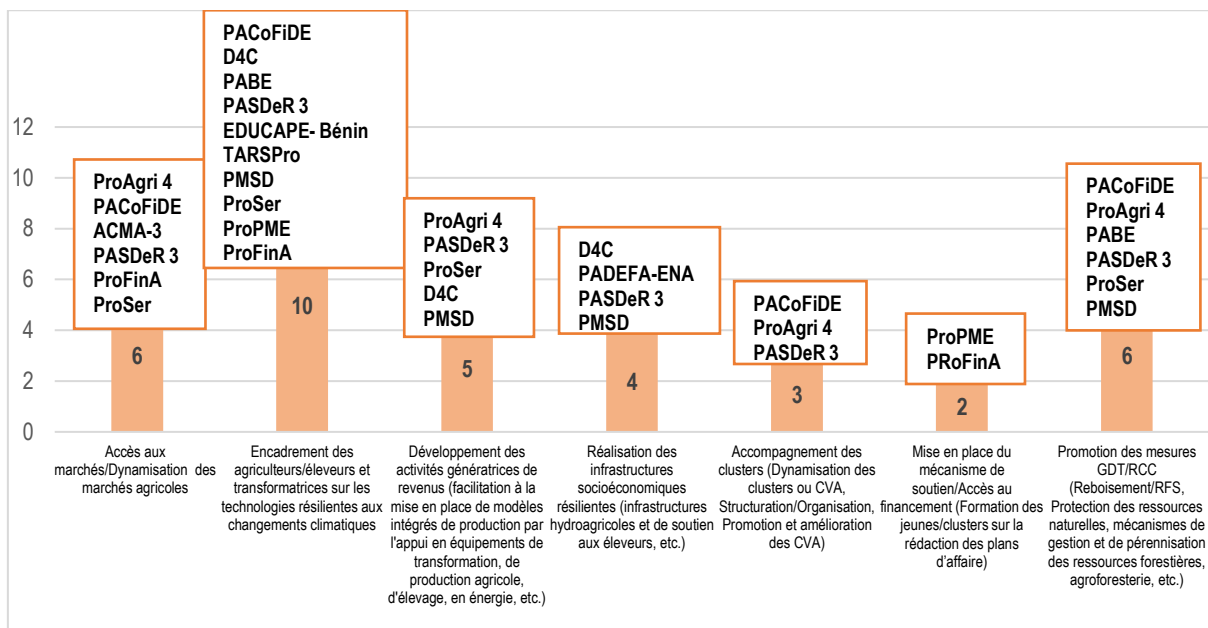 12
10
8
6
4
2
0
ProAgri 4
PACoFiDE
ACMA-3
PASDeR 3
ProFinA
ProSer
6
PACoFiDE
D4C
PABE
PASDeR 3
EDUCAPE- Bénin
TARSPro
PMSD
ProSer
ProPME
ProFinA
10
ProAgri 4
PASDeR 3
ProSer
D4C
PMSD
5
D4C
PADEFA-ENA
PASDeR 3
PMSD
4
PACoFiDE
ProAgri 4
PASDeR 3
3
ProPME
PRoFinA
2
PACoFiDE
ProAgri 4
PABE
PASDeR 3
ProSer
PMSD
6
Accès aux
marchés/Dynamisation des
marchés agricoles
Encadrement des
agriculteurs/éleveurs et
transformatrices sur les
technologies résilientes aux
changements climatiques
Développement des
activités génératrices de
revenus (facilitation à la
mise en place de modèles
intégrés de production par
l'appui en équipements de
transformation, de
production agricole,
d'élevage, en énergie, etc.)
Réalisation des
infrastructures
socioéconomiques
résilientes (infrastructures
hydroagricoles et de soutien
aux éleveurs, etc.)
Accompagnement des
clusters (Dynamisation des
clusters ou CVA,
Structuration/Organisation,
Promotion et amélioration
des CVA)
Mise en place du
mécanisme de
soutien/Accès au
financement (Formation des
jeunes/clusters sur la
rédaction des plans
d’affaire)
Promotion des mesures
GDT/RCC
(Reboisement/RFS,
Protection des ressources
naturelles, mécanismes de
gestion et de pérennisation
des ressources forestières,
agroforesterie, etc.)